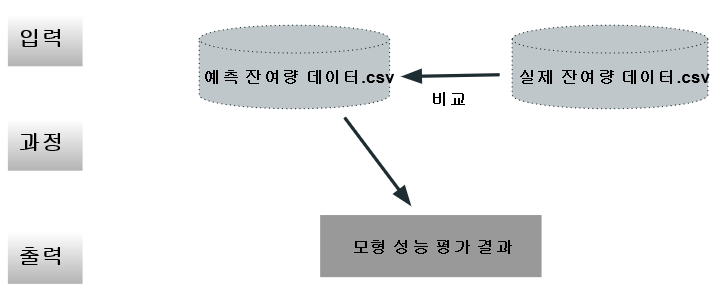 입력
예측 잔여량 데이터.csv
실제 잔여량 데이터.csv
비교
과정
모형 성능 평가 결과
출력